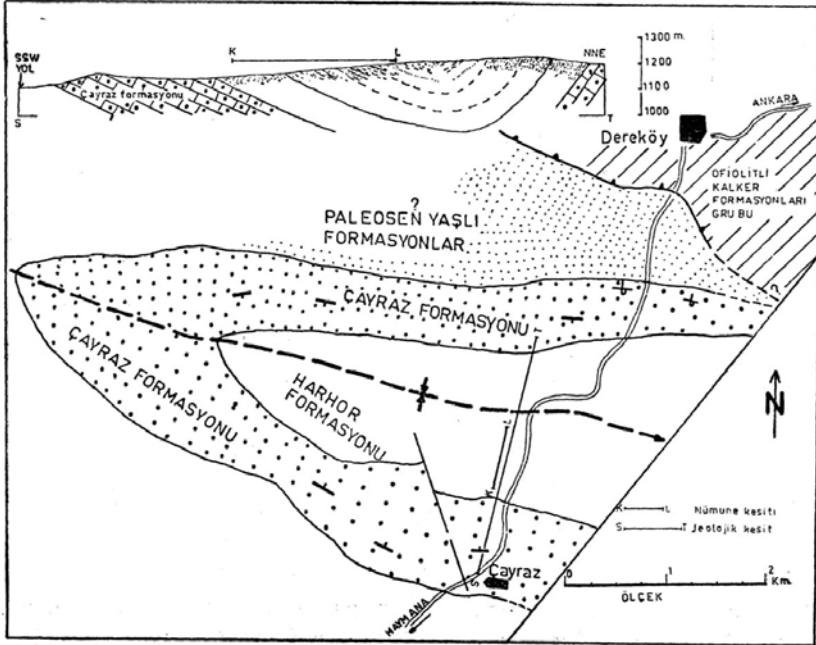 SSW
YOL
S
K
L
NNE
T
Çayraz formasyonu
1300 m.
1200
1100
1000
ANKARA
Dereköy
OFİOLİTLİ
KALKER
FORMASYONLARI
GRUBU
?
PALEOSEN YAŞLI
FORMASYONLAR
?
ÇAYRAZ FORMASYONU
T
ÇAYRAZ FORMASYONU
HARHOR
FORMASYONU
L
K
N
K L Nümune kesiti
S T Jeolojik kesit
S
Çayraz
HAYMANA
0 1 2
Km.
ÖLÇEK